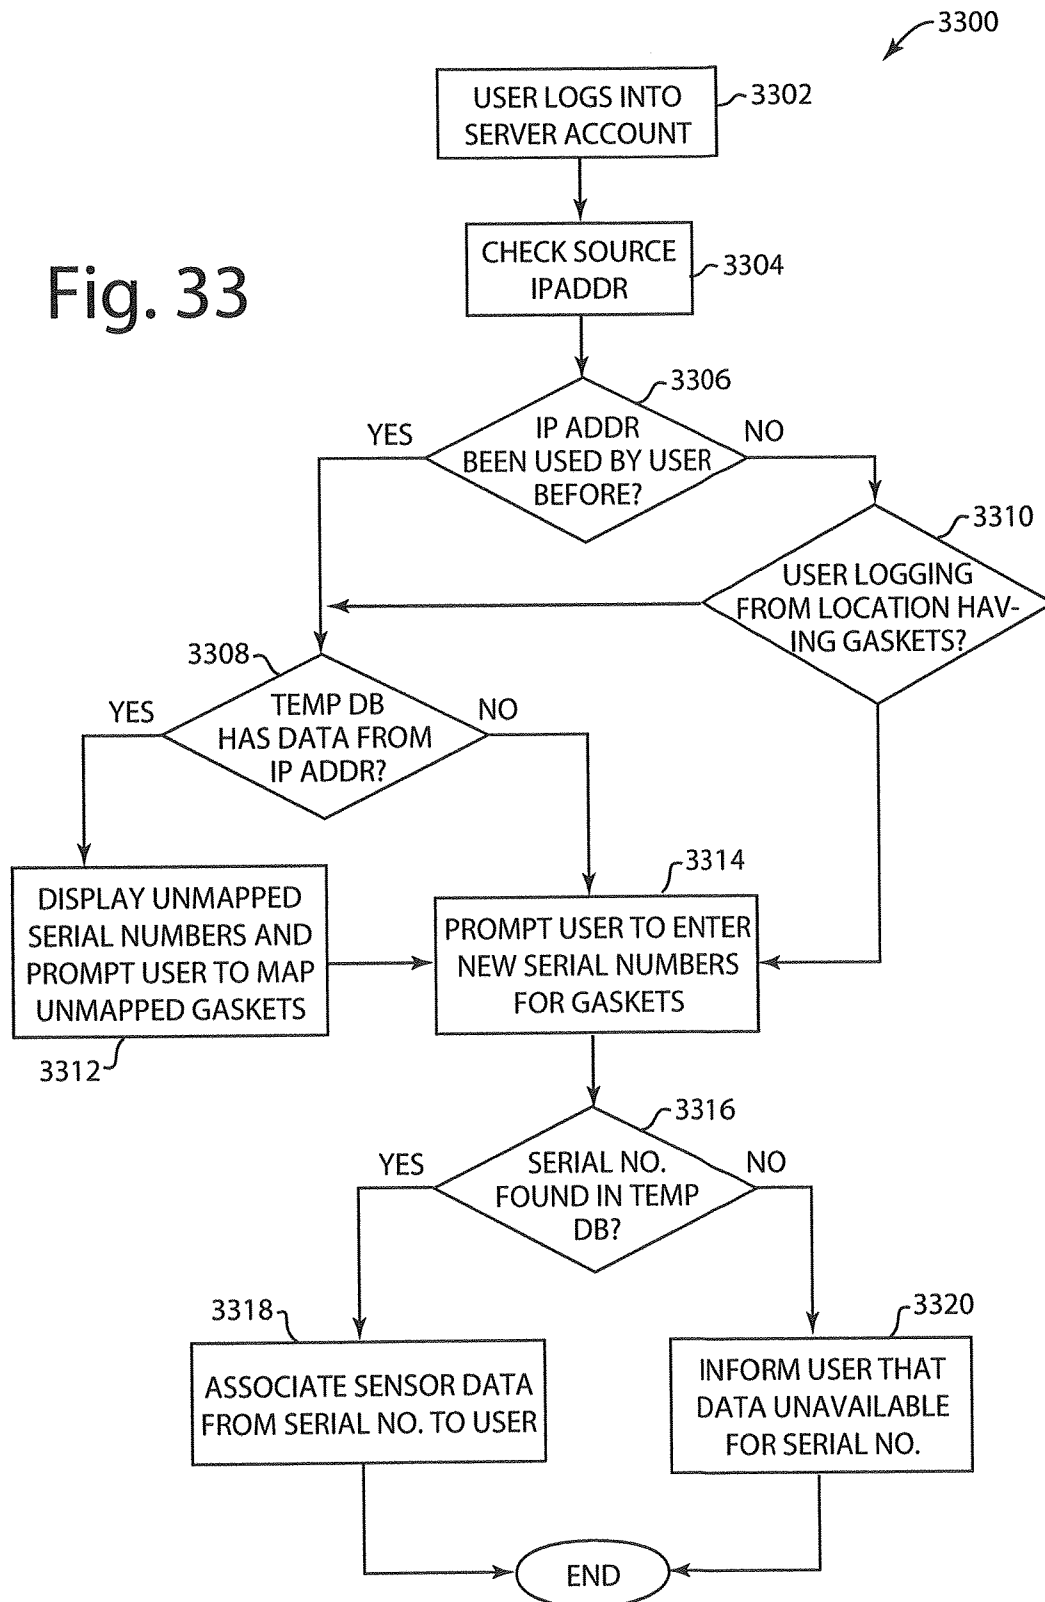 3300
USER LOGS INTO
SERVER ACCOUNT
3302
Fig. 33
CHECK SOURCE
IPADDR
3304
3306
YES
IP ADDR
BEEN USED BY USER
BEFORE?
NO
3310
USER LOGGING
FROM LOCATION HAV-
ING GASKETS?
3308
YES
TEMP DB
HAS DATA FROM
IP ADDR?
NO
DISPLAY UNMAPPED
SERIAL NUMBERS AND
PROMPT USER TO MAP
UNMAPPED GASKETS
3312
3314
PROMPT USER TO ENTER
NEW SERIAL NUMBERS
FOR GASKETS
3316
YES
SERIAL NO.
FOUND IN TEMP
DB?
NO
3318
ASSOCIATE SENSOR DATA
FROM SERIAL NO. TO USER
3320
INFORM USER THAT
DATA UNAVAILABLE
FOR SERIAL NO.
END